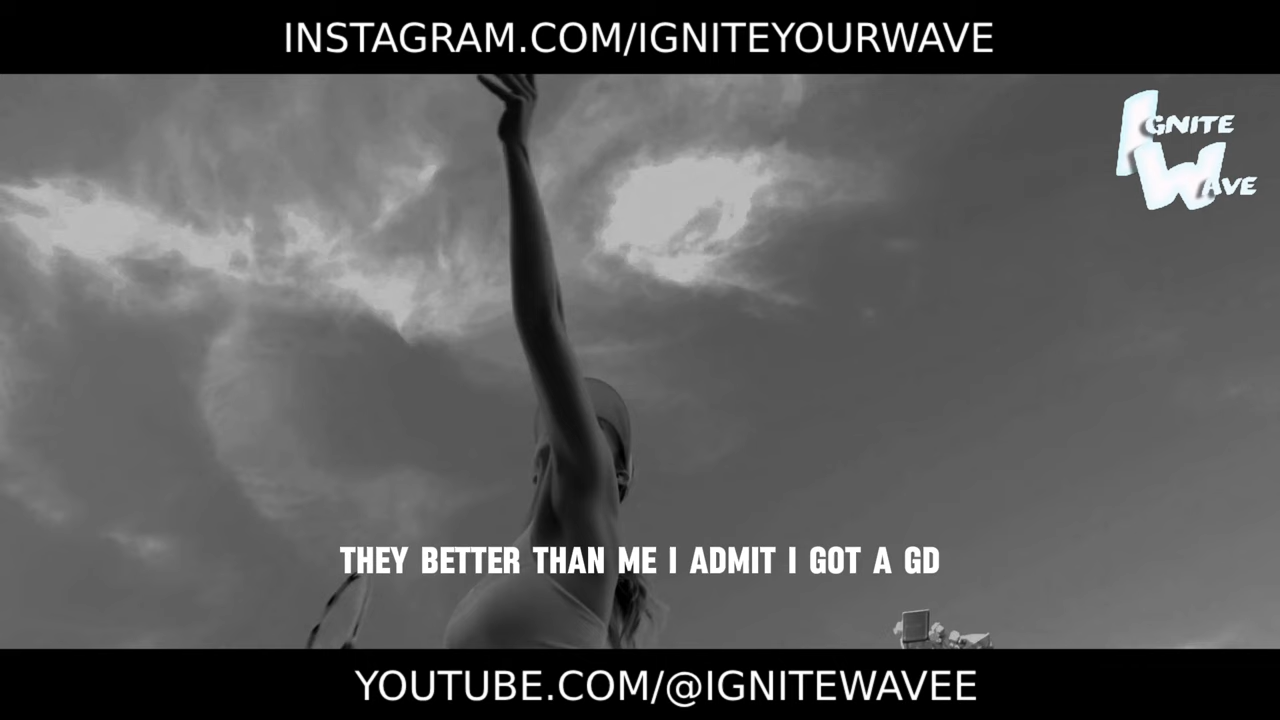 INSTAGRAM.COM/IGNITEYOURWAVE
IGNITE
WAVE
THEY BETTER THAN ME I ADMIT I GOT A GD
YOUTUBE.COM/@IGNITEWAVEE